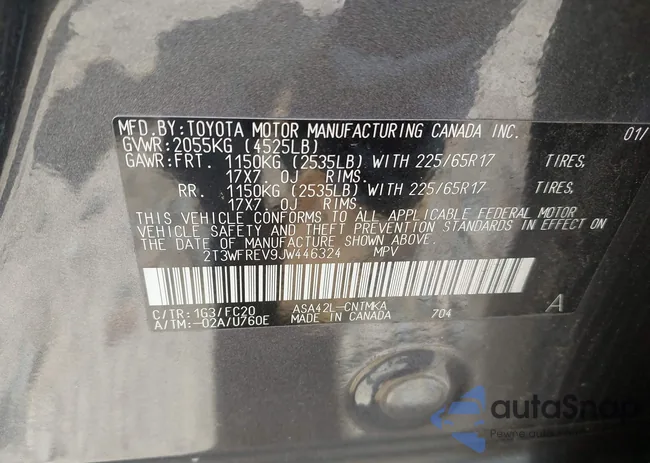 MFD.BY:TOYOTA MOTOR MANUFACTURING CANADA INC. 01/
GVWR:2055KG (4525LB)
GAWR:FRT. 1150KG (2535LB) WITH 225/65R17 TIRES,
17X7.0J RIMS.
RR. 1150KG (2535LB) WITH 225/65R17 TIRES,
17X7.0J RIMS.
THIS VEHICLE CONFORMS TO ALL APPLICABLE FEDERAL MOTOR
VEHICLE SAFETY AND THEFT PREVENTION STANDARDS IN EFFECT ON
THE DATE OF MANUFACTURE SHOWN ABOVE.
2T3WFREV9JW446324 MPV
C/TR:1G3/FC20 ASA42L-CNTMKA A
A/TM:-02A/U760E MADE IN CANADA 704
autaSnap
Pewne auta